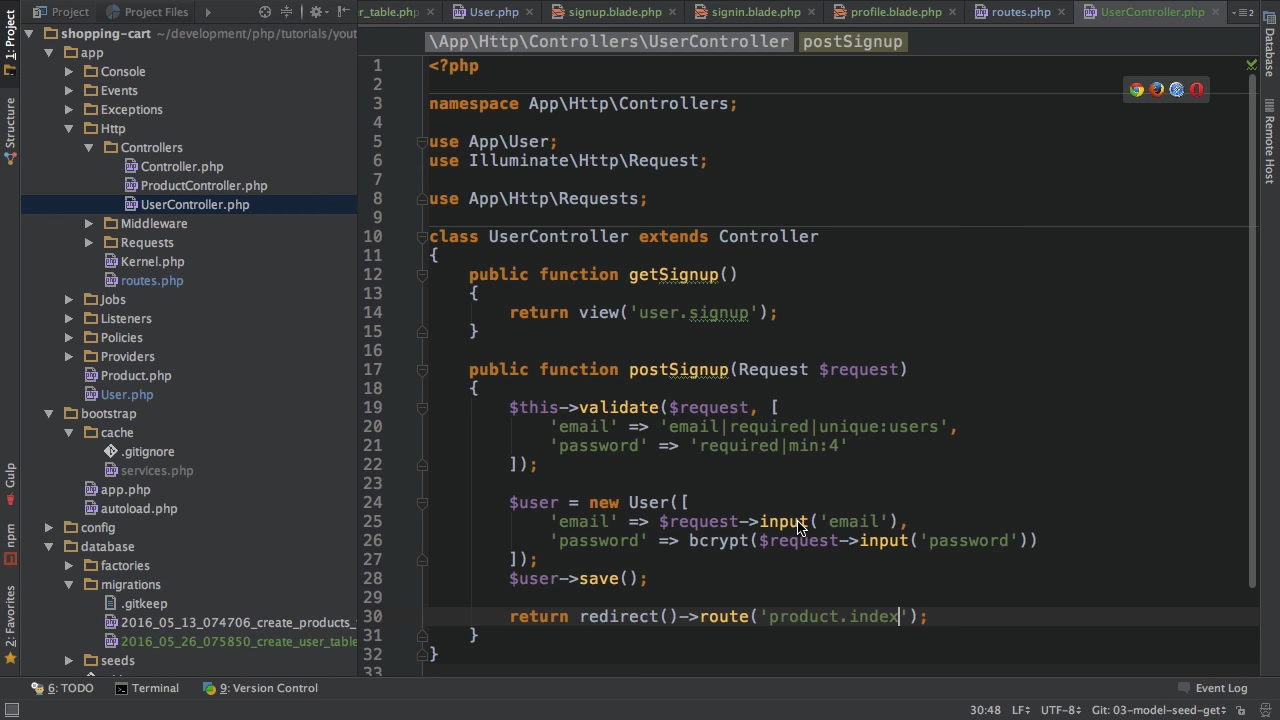 Project
Project Files
r_table.php
User.php
signup.blade.php
signin.blade.php
profile.blade.php
routes.php
UserController.php
1: Project
Structure
Gulp
npm
2: Favorites
Database
Remote Host
shopping-cart ~/development/php/tutorials/yout
app
Console
Events
Exceptions
Http
Controllers
Controller.php
ProductController.php
UserController.php
Middleware
Requests
Kernel.php
routes.php
Jobs
Listeners
Policies
Providers
Product.php
User.php
bootstrap
cache
.gitignore
services.php
app.php
autoload.php
config
database
factories
migrations
.gitkeep
2016_05_13_074706_create_products_
2016_05_26_075850_create_user_table
seeds
\App\Http\Controllers\UserController postSignup
1 <?php
2
3 namespace App\Http\Controllers;
4
5 use App\User;
6 use Illuminate\Http\Request;
7
8 use App\Http\Requests;
9
10 class UserController extends Controller
11 {
12 public function getSignup()
13 {
14 return view('user.signup');
15 }
16
17 public function postSignup(Request $request)
18 {
19 $this->validate($request, [
20 'email' => 'email|required|unique:users',
21 'password' => 'required|min:4'
22 ]);
23
24 $user = new User([
25 'email' => $request->input('email'),
26 'password' => bcrypt($request->input('password'))
27 ]);
28 $user->save();
29
30 return redirect()->route('product.index');
31 }
32 }
33
6: TODO
Terminal
9: Version Control
Event Log
30:48 LF÷ UTF-8÷ Git: 03-model-seed-get÷